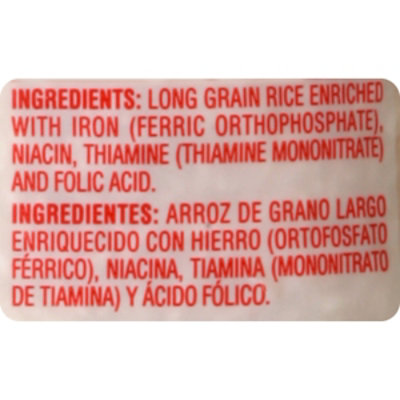 INGREDIENTS: LONG GRAIN RICE ENRICHED
WITH IRON (FERRIC ORTHOPHOSPHATE),
NIACIN, THIAMINE (THIAMINE MONONITRATE)
AND FOLIC ACID.
INGREDIENTES: ARROZ DE GRANO LARGO
ENRIQUECIDO CON HIERRO (ORTOFOSFATO
FÉRRICO), NIACINA, TIAMINA (MONONITRATO
DE TIAMINA) Y ÁCIDO FÓLICO.